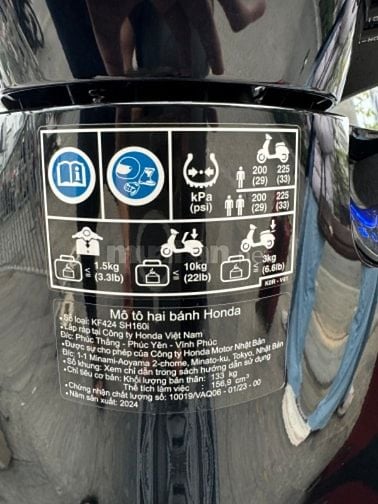 kPa
(psi)
200
(29)
225
(33)
200
(29)
225
(33)
1.5kg
(3.3lb)
10kg
(22lb)
3kg
(6.6lb)
Mô tô hai bánh Honda
Số loại: KF424 SH160i
Lắp ráp tại Công ty Honda Việt Nam
Đ/c: Phúc Thắng - Phúc Yên - Vĩnh Phúc
Được sự cho phép của Công ty Honda Motor Nhật Bản
Đ/c: 1-1 Minami-Aoyama 2-chome, Minato-ku, Tokyo, Nhật Bản
Số khung: Xem chỉ dẫn trong sách hướng dẫn sử dụng
Chỉ tiêu cơ bản: Khối lượng bản thân: 133 kg
Thể tích làm việc : 156,9 cm³
Chứng nhận chất lượng số: 10019/VAQ06 - 01/23 - 00
Năm sản xuất: 2024